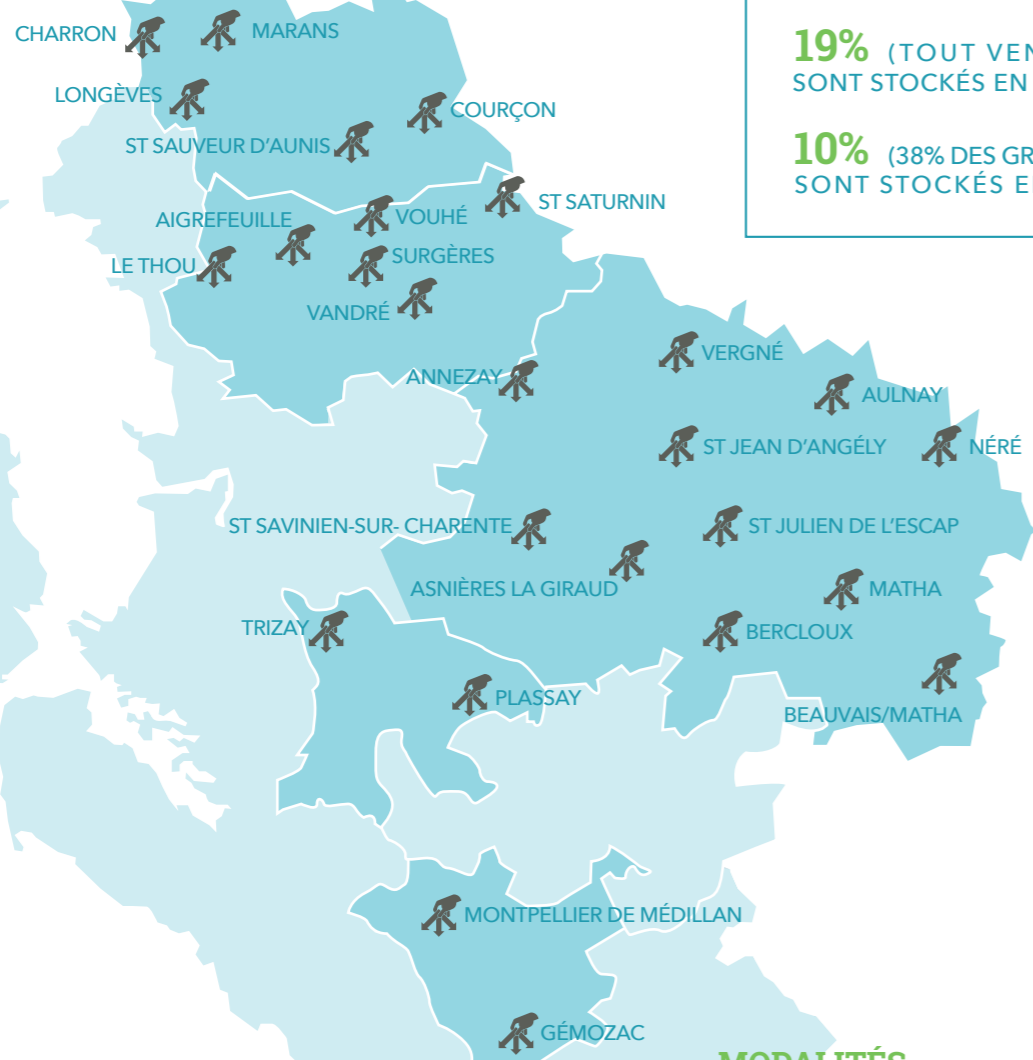 CHARRON
MARANS
LONGÈVES
COURÇON
ST SAUVEUR D'AUNIS
ST SATURNIN
AIGREFEUILLE
VOUHÉ
LE THOU
SURGÈRES
VANDRÉ
ANNEZAY
VERGNÉ
AULNAY
ST JEAN D'ANGÉLY
NÉRÉ
ST SAVINIEN-SUR- CHARENTE
ST JULIEN DE L'ESCAP
ASNIÈRES LA GIRAUD
MATHA
TRIZAY
BERCLOUX
PLASSAY
BEAUVAIS/MATHA
MONTPELLIER DE MÉDILLAN
GÉMOZAC
19% (TOUT VEN
SONT STOCKÉS EN
10% (38% DES GR
SONT STOCKÉS E
MODALITÉS